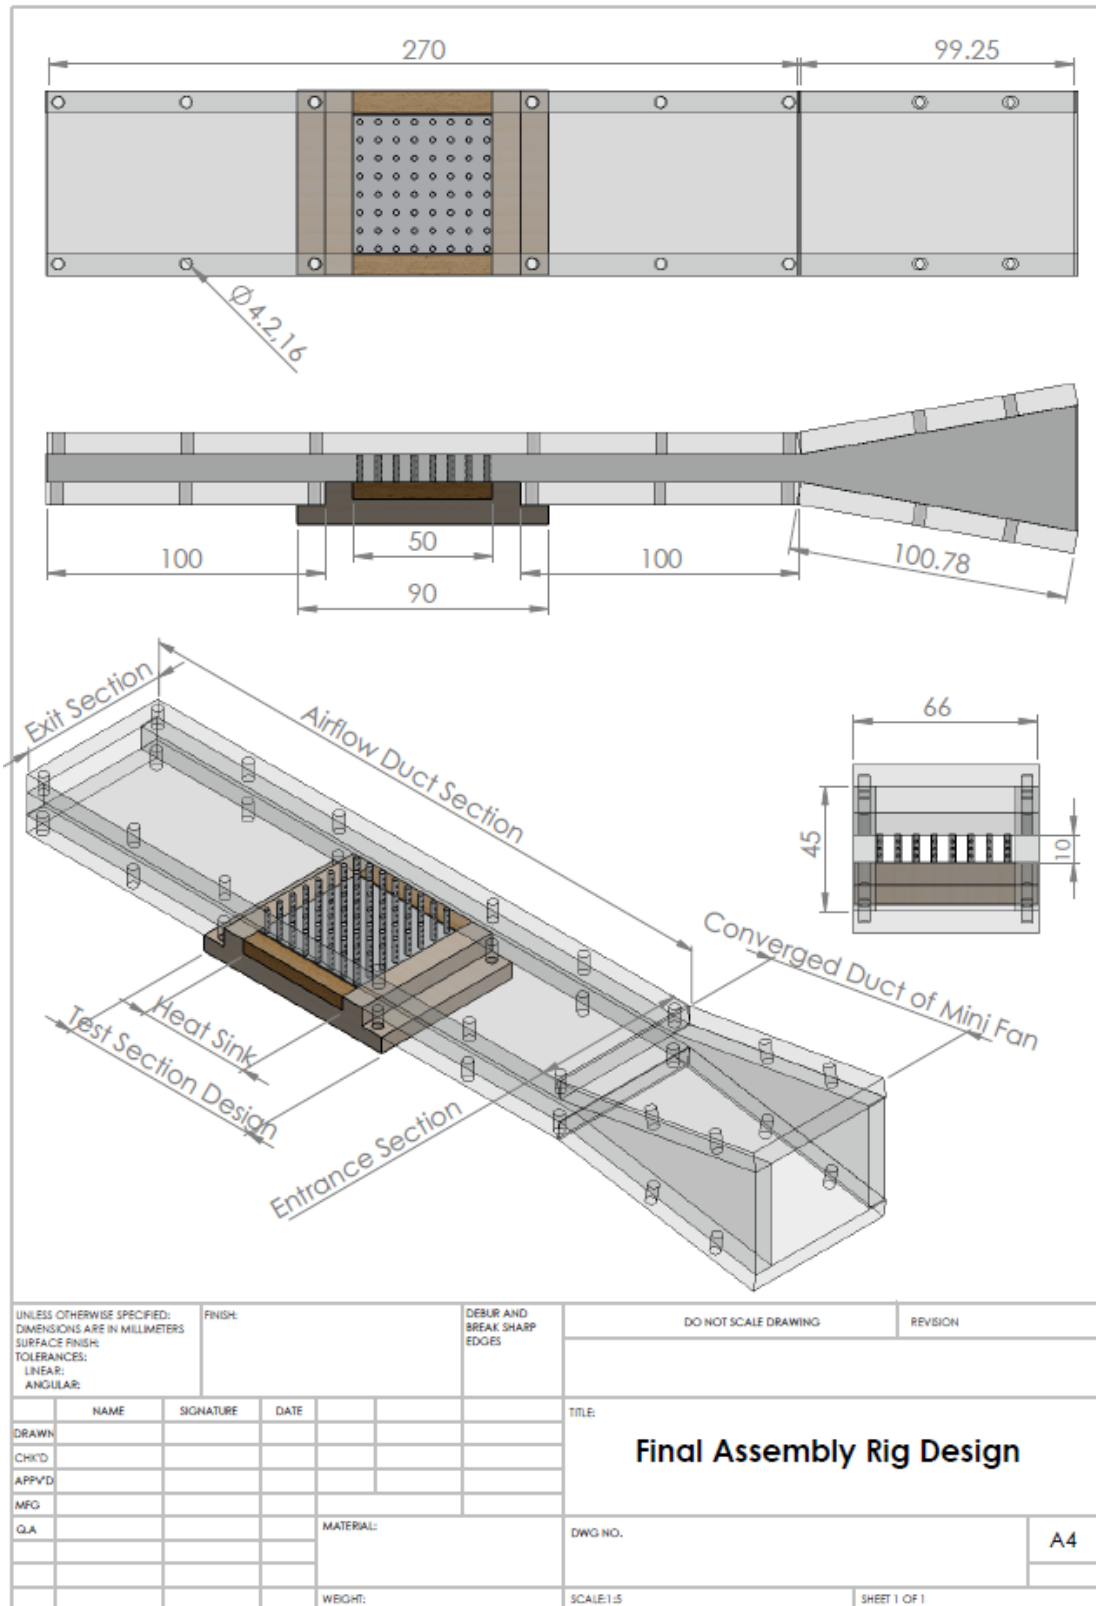 270
99.25
Ø4.2,16
50
100
100
100.78
90
Exit Section
Airflow Duct Section
66
45
10
Converged Duct of Mini Fan
Heat Sink
Test Section Design
Entrance Section
UNLESS OTHERWISE SPECIFIED:
DIMENSIONS ARE IN MILLIMETERS
SURFACE FINISH:
TOLERANCES:
LINEAR:
ANGULAR:
FINISH:
DEBUR AND
BREAK SHARP
EDGES
DO NOT SCALE DRAWING
REVISION
NAME
SIGNATURE
DATE
TITLE:
DRAWN
CHK'D
APPV'D
MFG
Q.A
Final Assembly Rig Design
MATERIAL:
DWG NO.
A4
WEIGHT:
SCALE:1:5
SHEET 1 OF 1